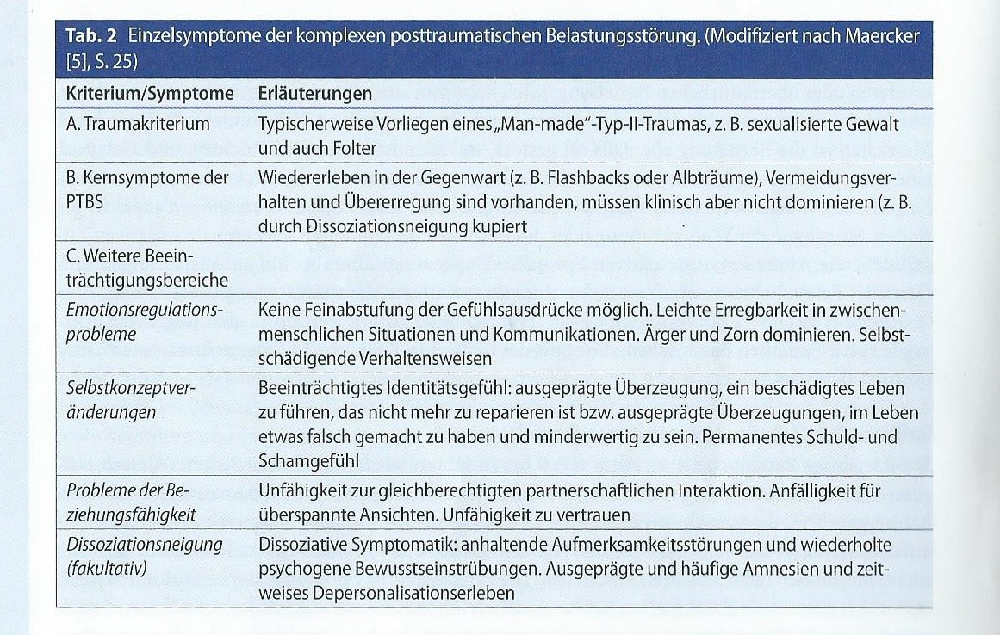 Tab. 2 Einzelsymptome der komplexen posttraumatischen Belastungsstörung. (Modifiziert nach Maercker
[5], S. 25)
Kriterium/Symptome Erläuterungen
A. Traumakriterium Typischerweise Vorliegen eines „Man-made“-Typ-II-Traumas, z. B. sexualisierte Gewalt
und auch Folter
B. Kernsymptome der Wiedererleben in der Gegenwart (z. B. Flashbacks oder Albträume), Vermeidungsver-
PTBS halten und Übererregung sind vorhanden, müssen klinisch aber nicht dominieren (z. B.
durch Dissoziationsneigung kupiert
C. Weitere Beein-
trächtigungsbereiche
Emotionsregulations- Keine Feinabstufung der Gefühlsausdrücke möglich. Leichte Erregbarkeit in zwischen-
probleme menschlichen Situationen und Kommunikationen. Ärger und Zorn dominieren. Selbst-
schädigende Verhaltensweisen
Selbstkonzeptver- Beeinträchtigtes Identitätsgefühl: ausgeprägte Überzeugung, ein beschädigtes Leben
änderungen zu führen, das nicht mehr zu reparieren ist bzw. ausgeprägte Überzeugungen, im Leben
etwas falsch gemacht zu haben und minderwertig zu sein. Permanentes Schuld- und
Schamgefühl
Probleme der Be- Unfähigkeit zur gleichberechtigten partnerschaftlichen Interaktion. Anfälligkeit für
ziehungsfähigkeit überspannte Ansichten. Unfähigkeit zu vertrauen
Dissoziationsneigung Dissoziative Symptomatik: anhaltende Aufmerksamkeitsstörungen und wiederholte
(fakultativ) psychogene Bewusstseinstrübungen. Ausgeprägte und häufige Amnesien und zeit-
weises Depersonalisationserleben